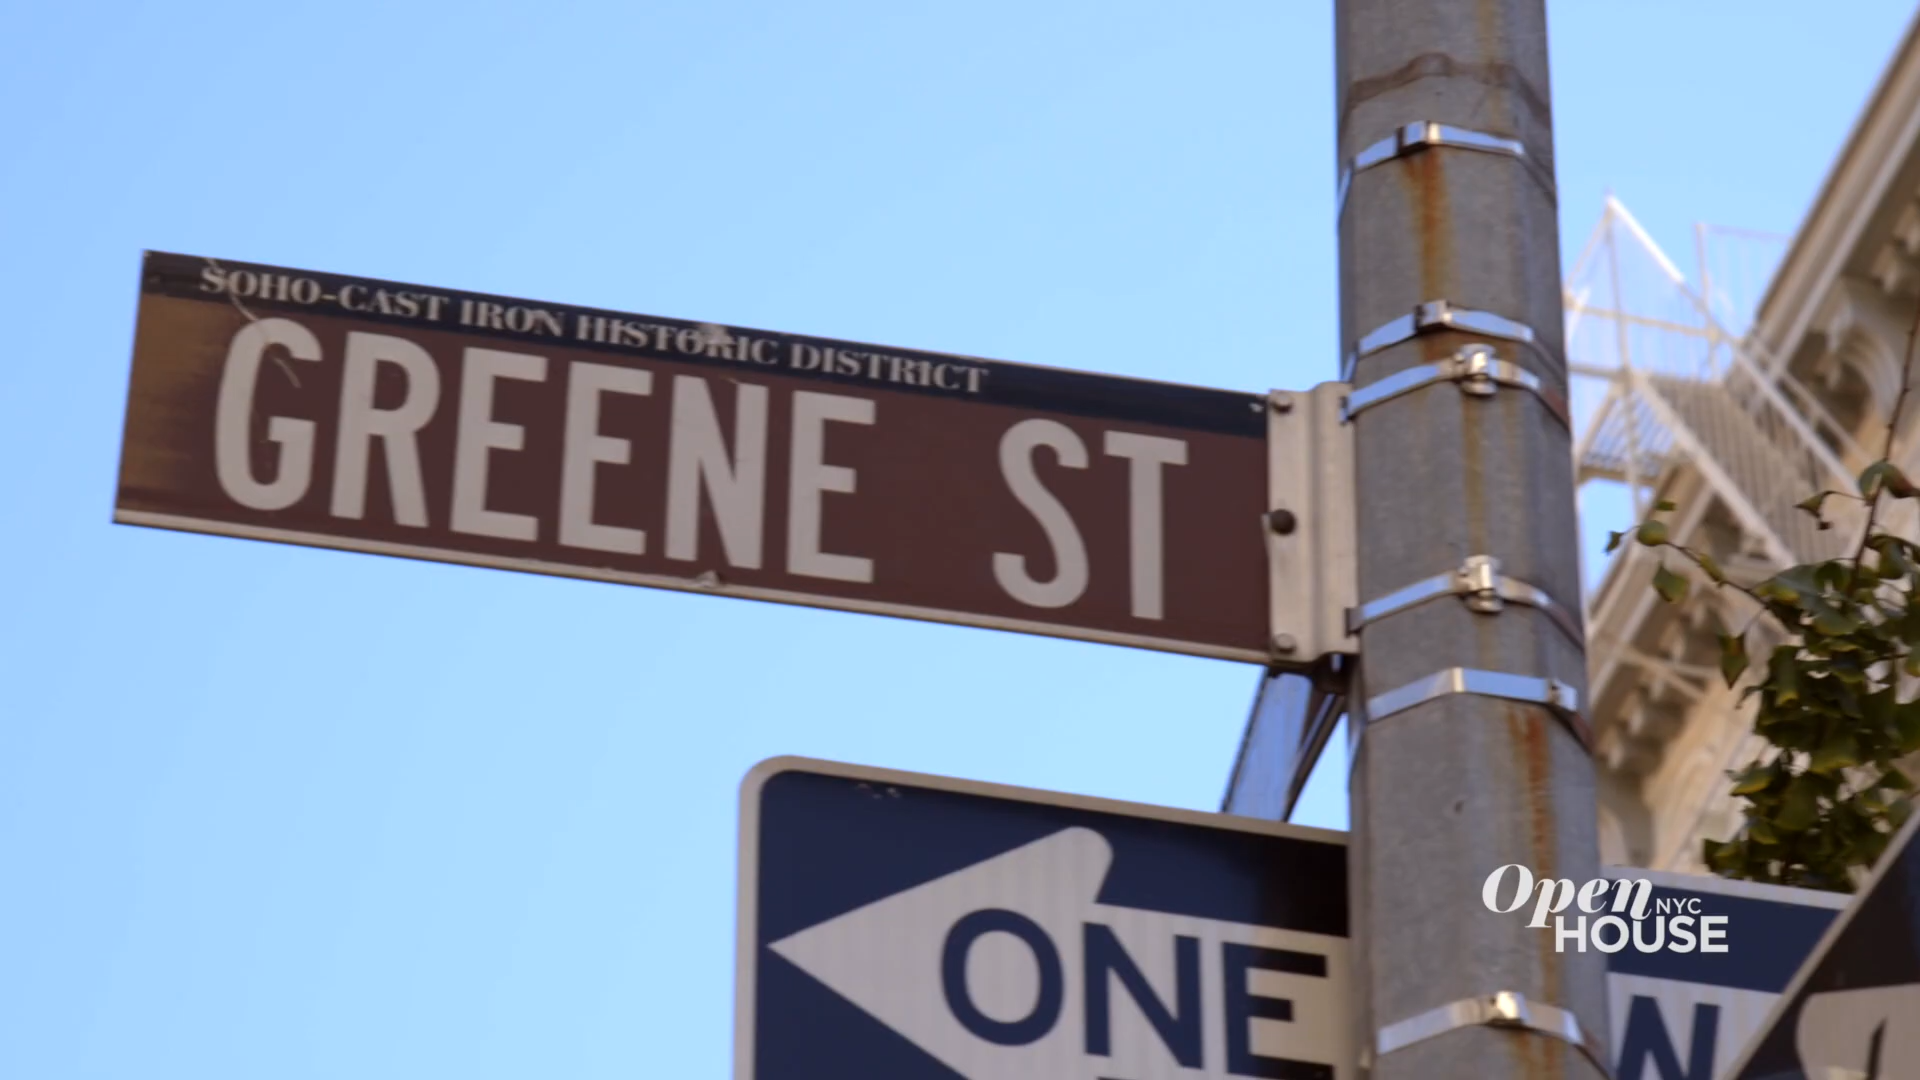 SOHO-CAST IRON HISTORIC DISTRICT
GREENE ST
ONE
N
Open NYC
HOUSE